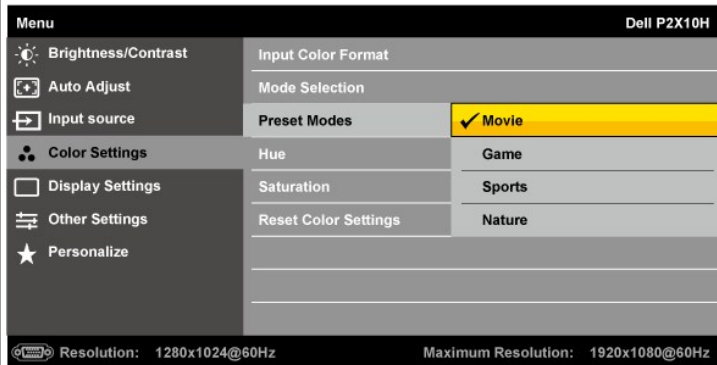 Menu Dell P2X10H
Brightness/Contrast Input Color Format
Auto Adjust Mode Selection
Input source Preset Modes Movie
Color Settings Hue Game
Display Settings Saturation Sports
Other Settings Reset Color Settings Nature
Personalize
Resolution: 1280x1024@60Hz Maximum Resolution: 1920x1080@60Hz